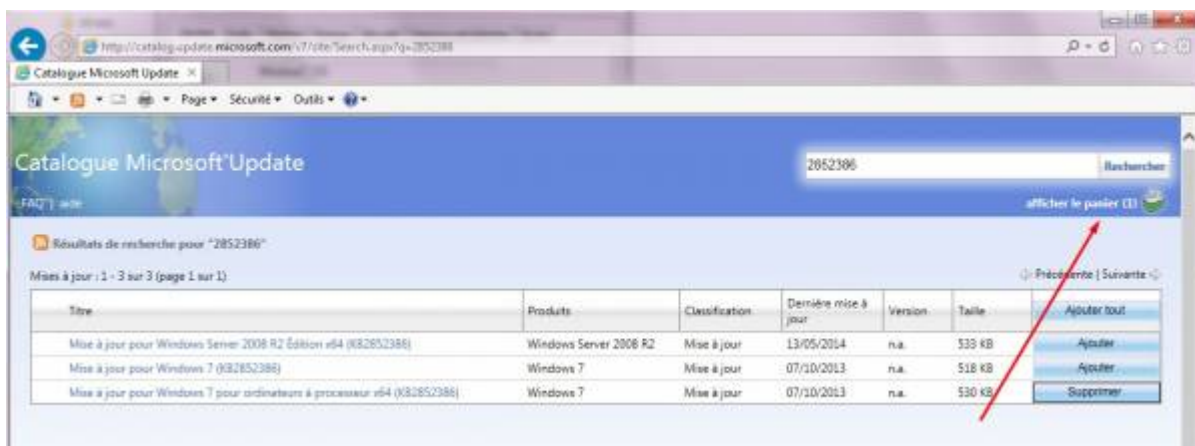 http://catalog.update.microsoft.com/v7/site/Search.aspx?q=2852386
Catalogue Microsoft Update
Page Sécurité Outils
Catalogue Microsoft Update
2852386 Rechercher
FAQ | aide afficher le panier (1)
Résultats de recherche pour "2852386"
Mises à jour : 1 - 3 sur 3 (page 1 sur 1) Précédente | Suivante
Titre Produits Classification Dernière mise à jour Version Taille Ajouter tout
Mise à jour pour Windows Server 2008 R2 Édition x64 (KB2852386) Windows Server 2008 R2 Mise à jour 13/05/2014 n.a. 533 KB Ajouter
Mise à jour pour Windows 7 (KB2852386) Windows 7 Mise à jour 07/10/2013 n.a. 518 KB Ajouter
Mise à jour pour Windows 7 pour ordinateurs à processeur x64 (KB2852386) Windows 7 Mise à jour 07/10/2013 n.a. 530 KB Supprimer